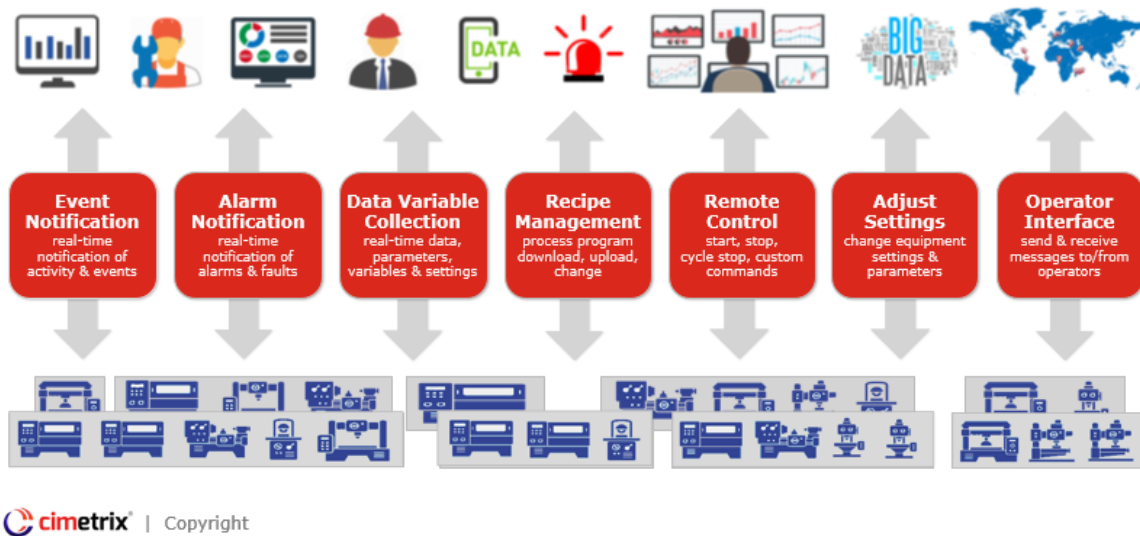 DATA
BIG
DATA
Event
Notification
real-time
notification of
activity & events
Alarm
Notification
real-time
notification of
alarms & faults
Data Variable
Collection
real-time data,
parameters,
variables & settings
Recipe
Management
process program
download, upload,
change
Remote
Control
start, stop,
cycle stop, custom
commands
Adjust
Settings
change equipment
settings &
parameters
Operator
Interface
send & receive
messages to/from
operators
cimetrix® | Copyright